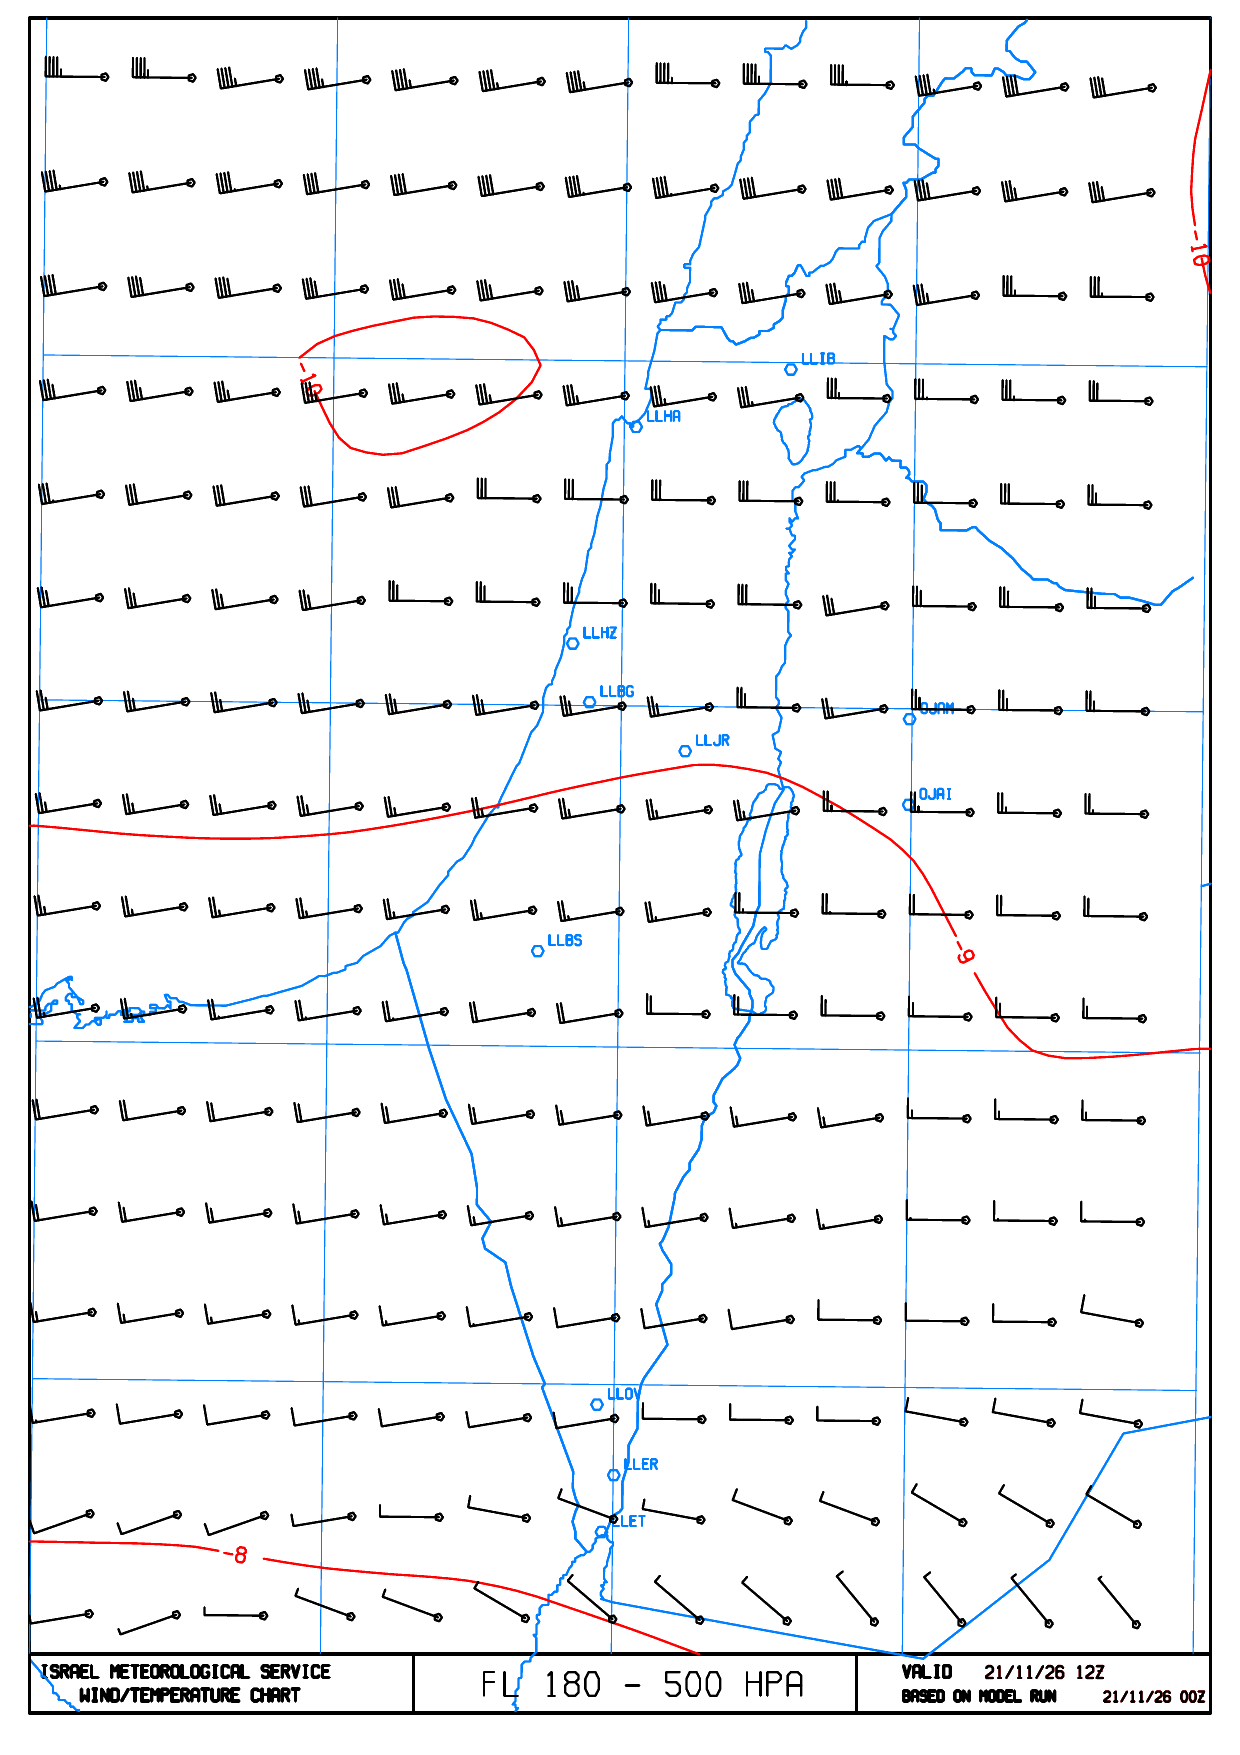 -10
LLIB
-10
LLHA
LLHZ
LLBG
OJAM
LLJR
OJAI
LLBS
-9
LLOV
LLER
LLET
-8
ISRAEL METEOROLOGICAL SERVICE
WIND/TEMPERATURE CHART
FL 180 - 500 HPA
VALID 21/11/26 12Z
BASED ON MODEL RUN 21/11/26 00Z